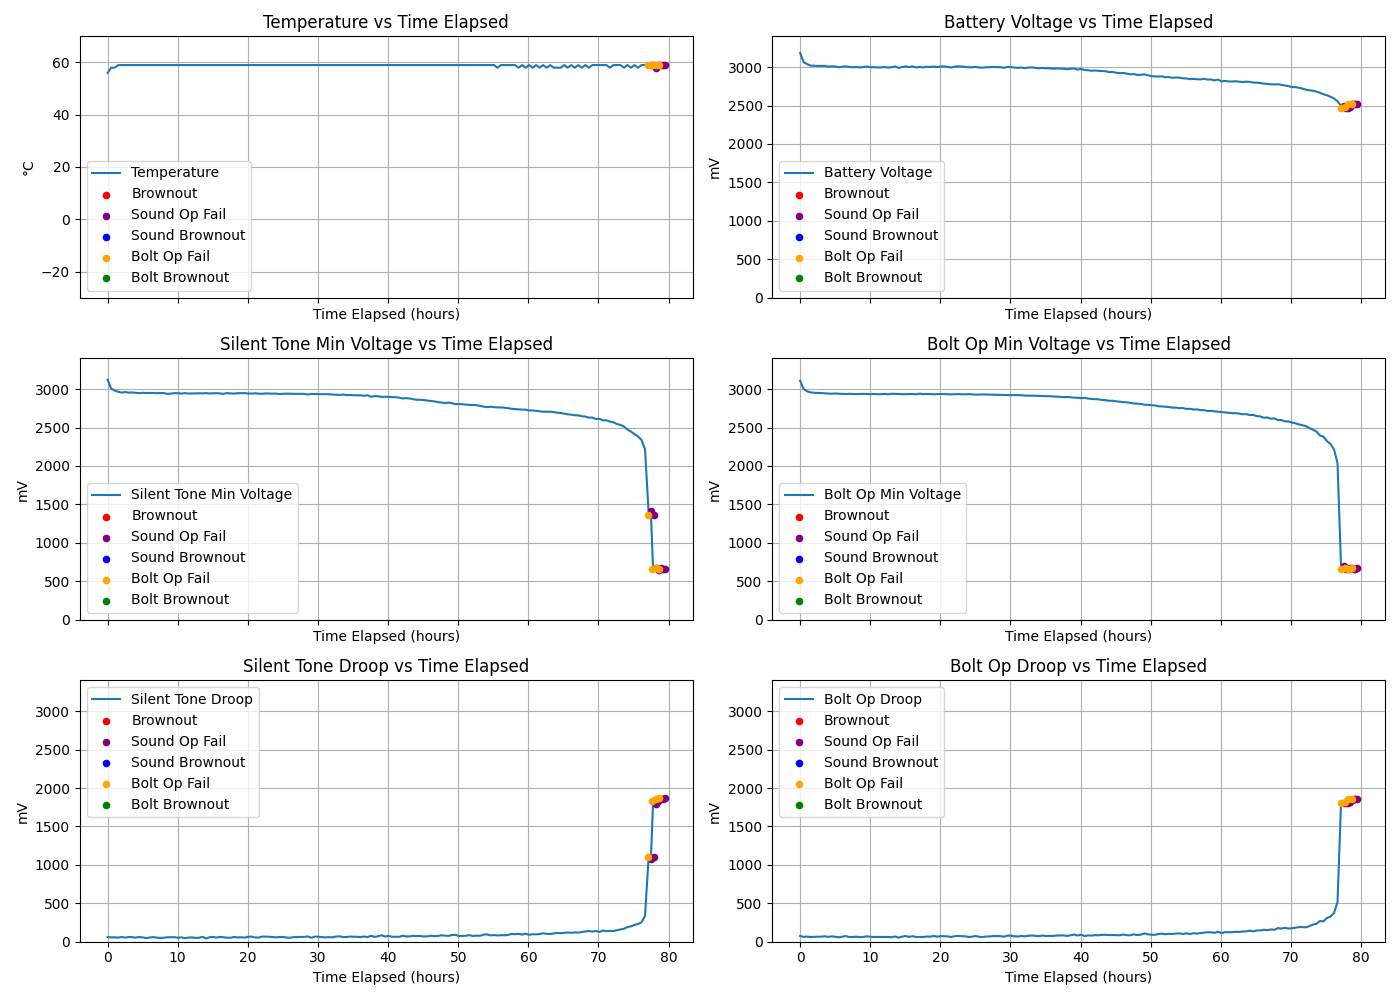 Temperature vs Time Elapsed
60
40
20
0
−20
°C
Temperature
Brownout
Sound Op Fail
Sound Brownout
Bolt Op Fail
Bolt Brownout
Time Elapsed (hours)
Battery Voltage vs Time Elapsed
3000
2500
2000
1500
1000
500
0
mV
Battery Voltage
Brownout
Sound Op Fail
Sound Brownout
Bolt Op Fail
Bolt Brownout
Time Elapsed (hours)
Silent Tone Min Voltage vs Time Elapsed
3000
2500
2000
1500
1000
500
0
mV
Silent Tone Min Voltage
Brownout
Sound Op Fail
Sound Brownout
Bolt Op Fail
Bolt Brownout
Time Elapsed (hours)
Bolt Op Min Voltage vs Time Elapsed
3000
2500
2000
1500
1000
500
0
mV
Bolt Op Min Voltage
Brownout
Sound Op Fail
Sound Brownout
Bolt Op Fail
Bolt Brownout
Time Elapsed (hours)
Silent Tone Droop vs Time Elapsed
3000
2500
2000
1500
1000
500
0
mV
Silent Tone Droop
Brownout
Sound Op Fail
Sound Brownout
Bolt Op Fail
Bolt Brownout
0 10 20 30 40 50 60 70 80
Time Elapsed (hours)
Bolt Op Droop vs Time Elapsed
3000
2500
2000
1500
1000
500
0
mV
Bolt Op Droop
Brownout
Sound Op Fail
Sound Brownout
Bolt Op Fail
Bolt Brownout
0 10 20 30 40 50 60 70 80
Time Elapsed (hours)